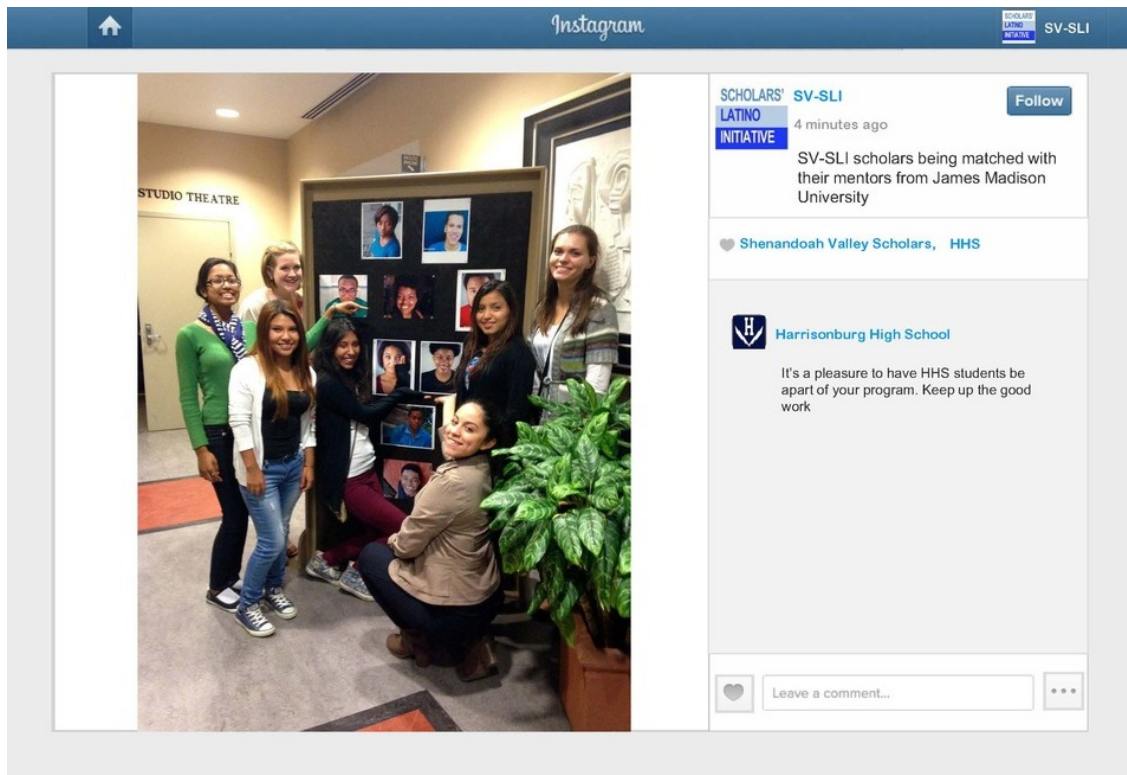 Instagram
SCHOLARS'
LATINO
INITIATIVE
SV-SLI
STUDIO THEATRE
SCHOLARS'
LATINO
INITIATIVE
SV-SLI
Follow
4 minutes ago
SV-SLI scholars being matched with
their mentors from James Madison
University
Shenandoah Valley Scholars, HHS
H
Harrisonburg High School
It's a pleasure to have HHS students be
apart of your program. Keep up the good
work
Leave a comment...